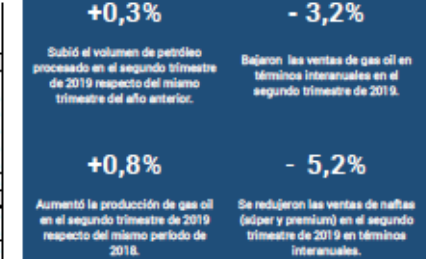 +0,3%
Subió el volumen de petróleo
procesado en el segundo trimestre
de 2019 respecto del mismo
trimestre del año anterior.
- 3,2%
Bajaron las ventas de gas oil en
términos interanuales en el
segundo trimestre de 2019.
+0,8%
Aumentó la producción de gas oil
en el segundo trimestre de 2019
respecto del mismo período de
2018.
- 5,2%
Se redujeron las ventas de naftas
(súper y premium) en el segundo
trimestre de 2019 en términos
interanuales.